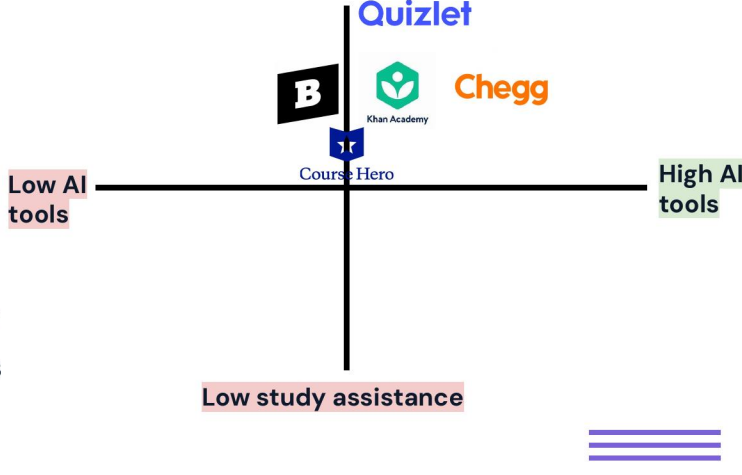 Quizlet
B
Chegg
Khan Academy
Course Hero
Low AI
tools
High AI
tools
Low study assistance